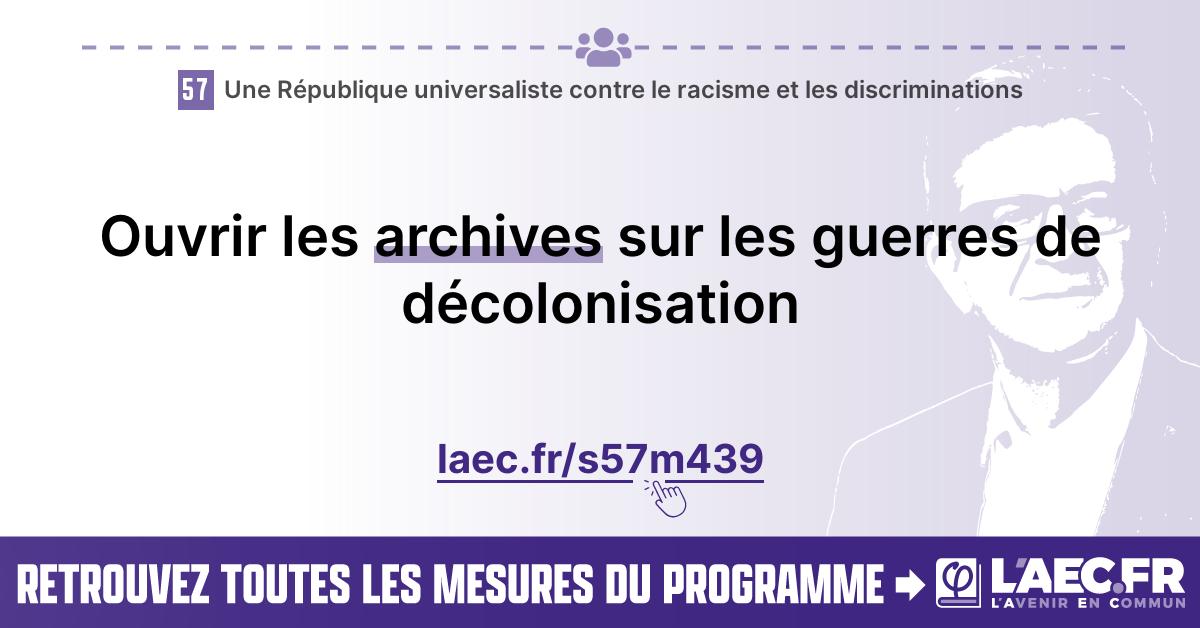 57 Une République universaliste contre le racisme et les discriminations
Ouvrir les archives sur les guerres de
décolonisation
laec.fr/s57m439
RETROUVEZ TOUTES LES MESURES DU PROGRAMME φ L'AEC.FR
L'AVENIR EN COMMUN